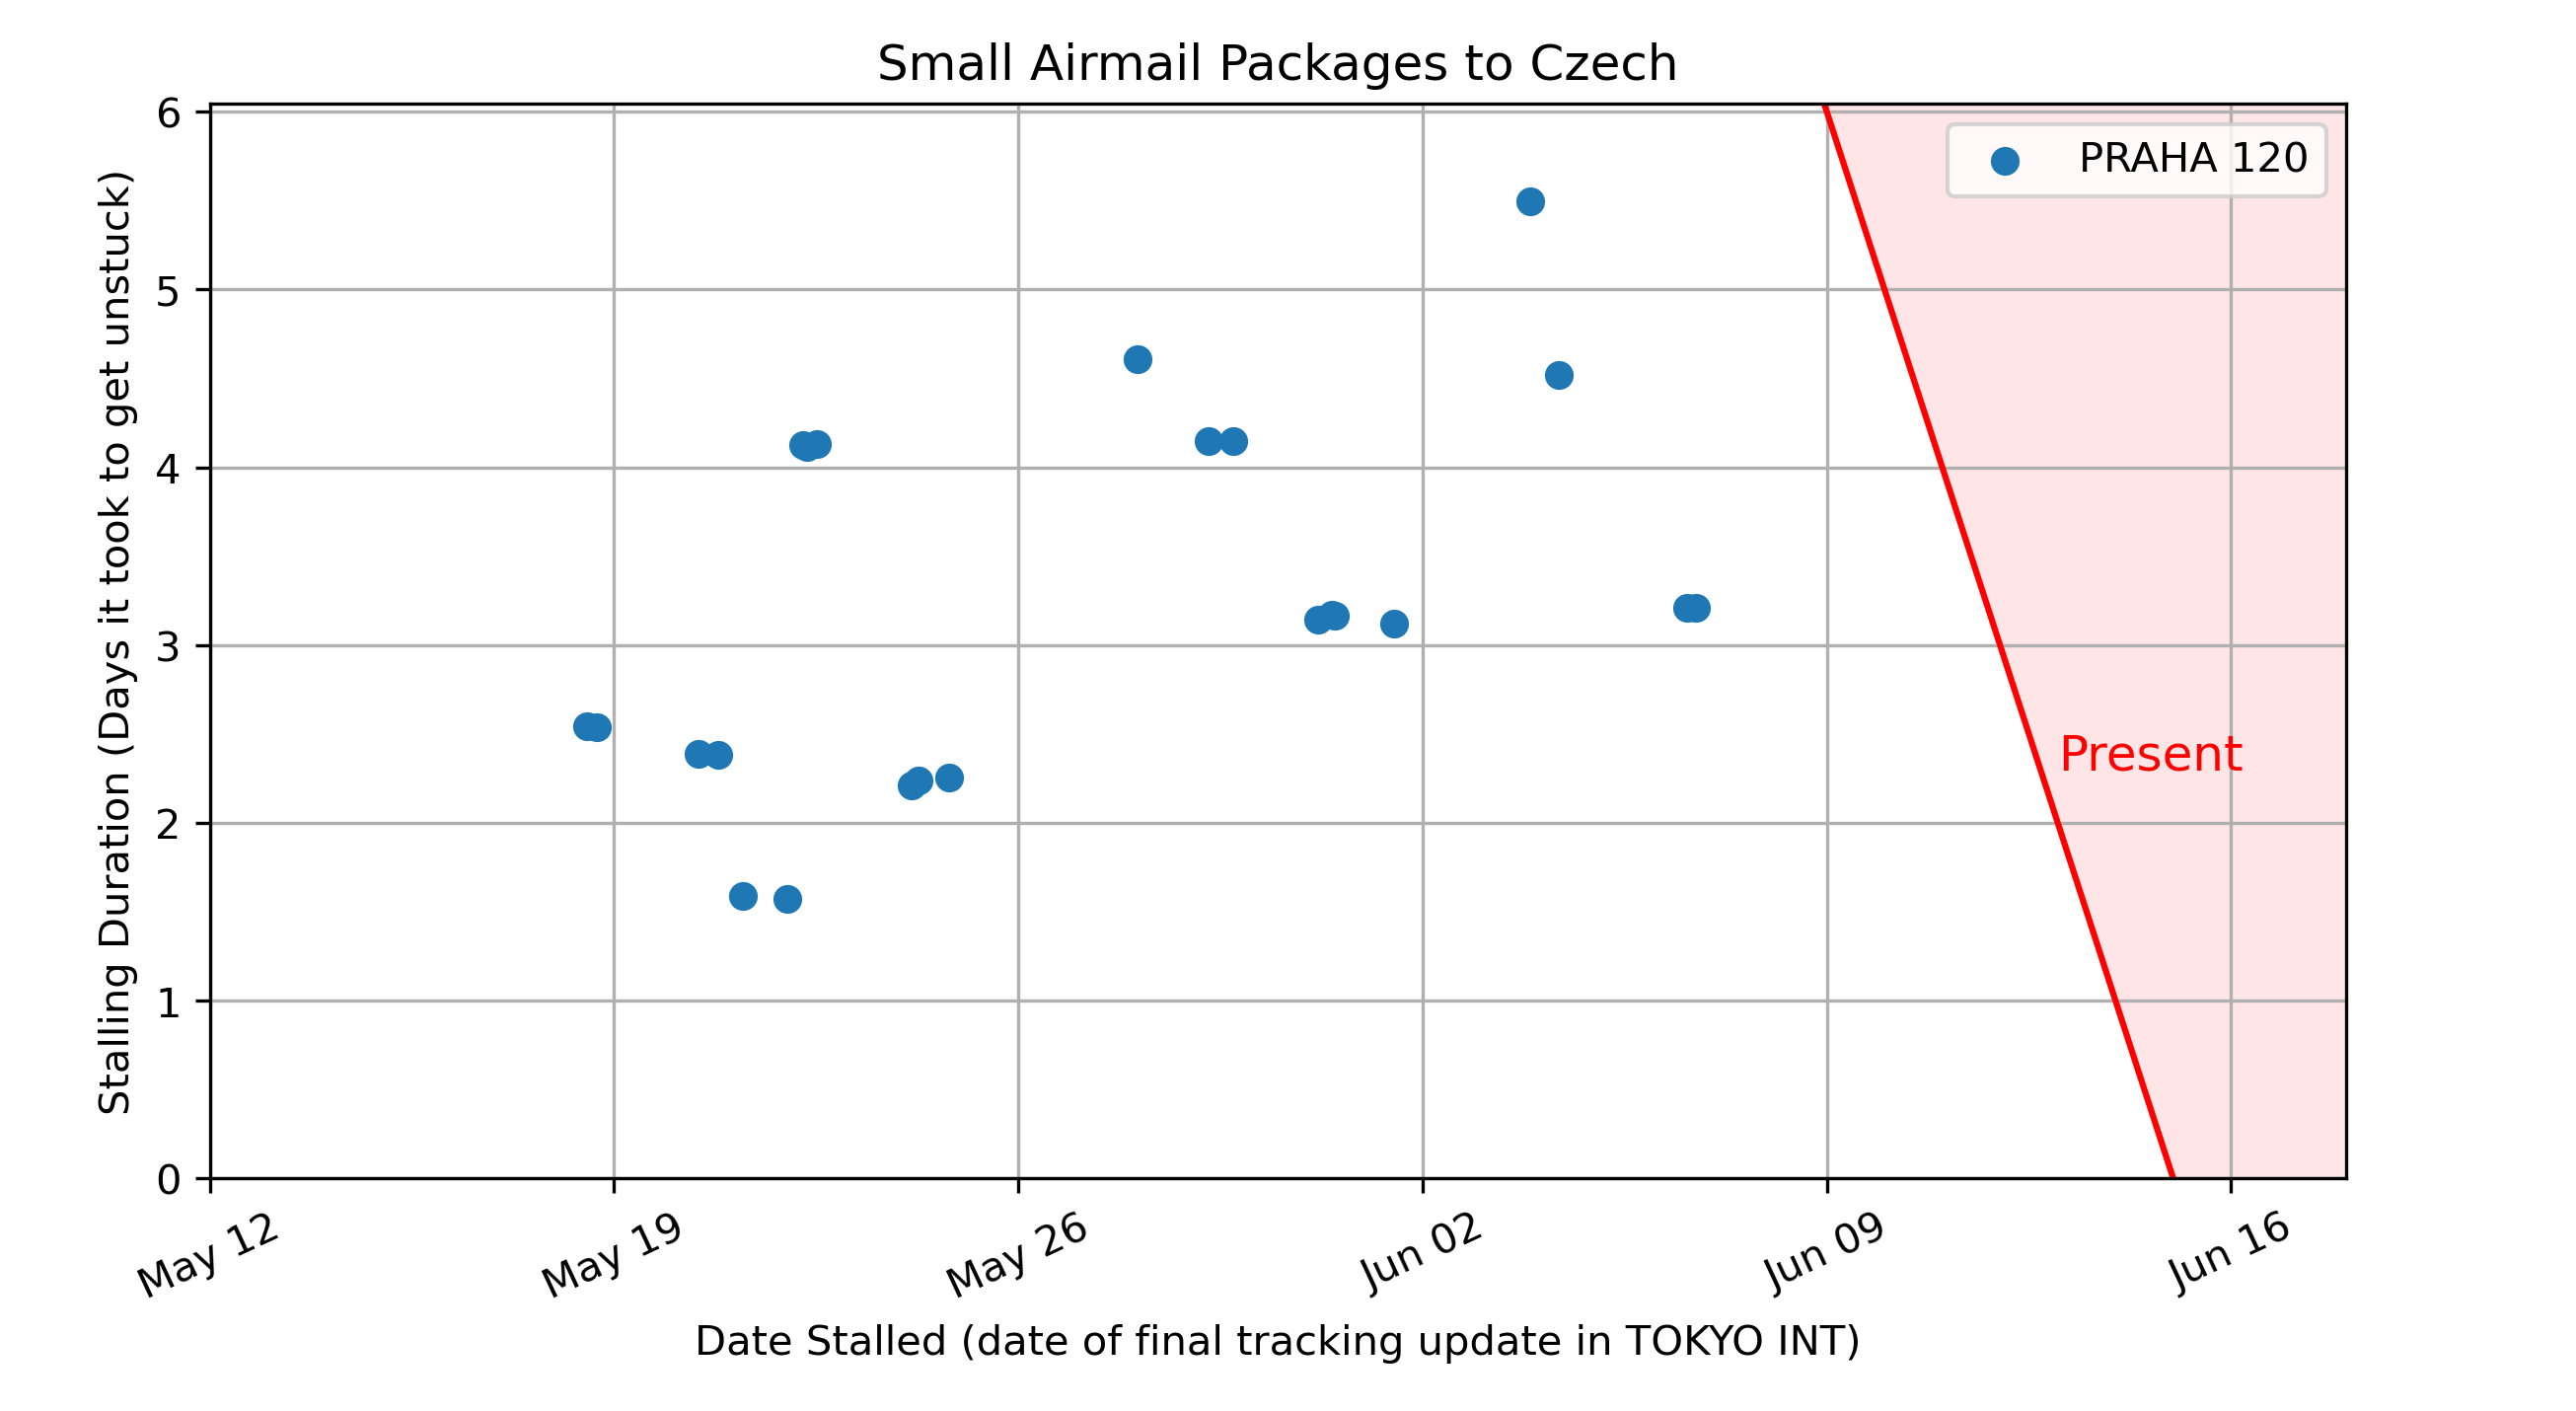 Small Airmail Packages to Czech
PRAHA 120
Stalling Duration (Days it took to get unstuck)
6
5
4
3
2
1
0
Present
May 12
May 19
May 26
Jun 02
Jun 09
Jun 16
Date Stalled (date of final tracking update in TOKYO INT)